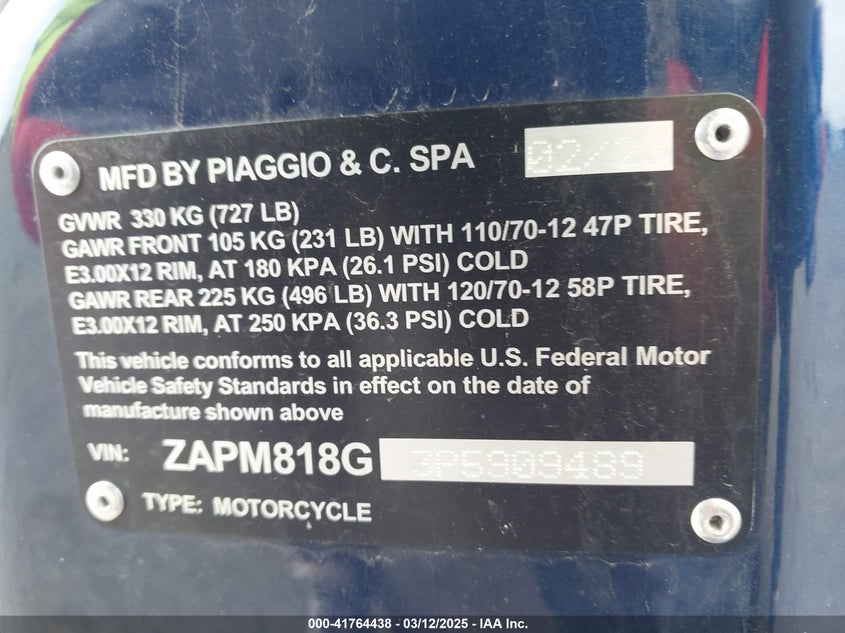 MFD BY PIAGGIO & C. SPA 02/
GVWR 330 KG (727 LB)
GAWR FRONT 105 KG (231 LB) WITH 110/70-12 47P TIRE,
E3.00X12 RIM, AT 180 KPA (26.1 PSI) COLD
GAWR REAR 225 KG (496 LB) WITH 120/70-12 58P TIRE,
E3.00X12 RIM, AT 250 KPA (36.3 PSI) COLD
This vehicle conforms to all applicable U.S. Federal Motor
Vehicle Safety Standards in effect on the date of
manufacture shown above
VIN: ZAPM818G 3P5909489
TYPE: MOTORCYCLE
000-41764438 - 03/12/2025 - IAA Inc.